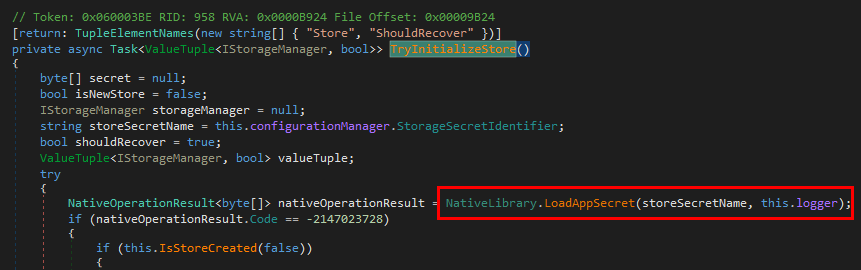 // Token: 0x060003BE RID: 958 RVA: 0x0000B924 File Offset: 0x00009B24
[return: TupleElementNames(new string[] { "Store", "ShouldRecover" })]
private async Task<ValueTuple<IStorageManager, bool>> TryInitializeStore()
{
    byte[] secret = null;
    bool isNewStore = false;
    IStorageManager storageManager = null;
    string storeSecretName = this.configurationManager.StorageSecretIdentifier;
    bool shouldRecover = true;
    ValueTuple<IStorageManager, bool> valueTuple;
    try
    {
        NativeOperationResult<byte[]> nativeOperationResult = NativeLibrary.LoadAppSecret(storeSecretName, this.logger);
        if (nativeOperationResult.Code == -2147023728)
        {
            if (this.IsStoreCreated(false))
            {